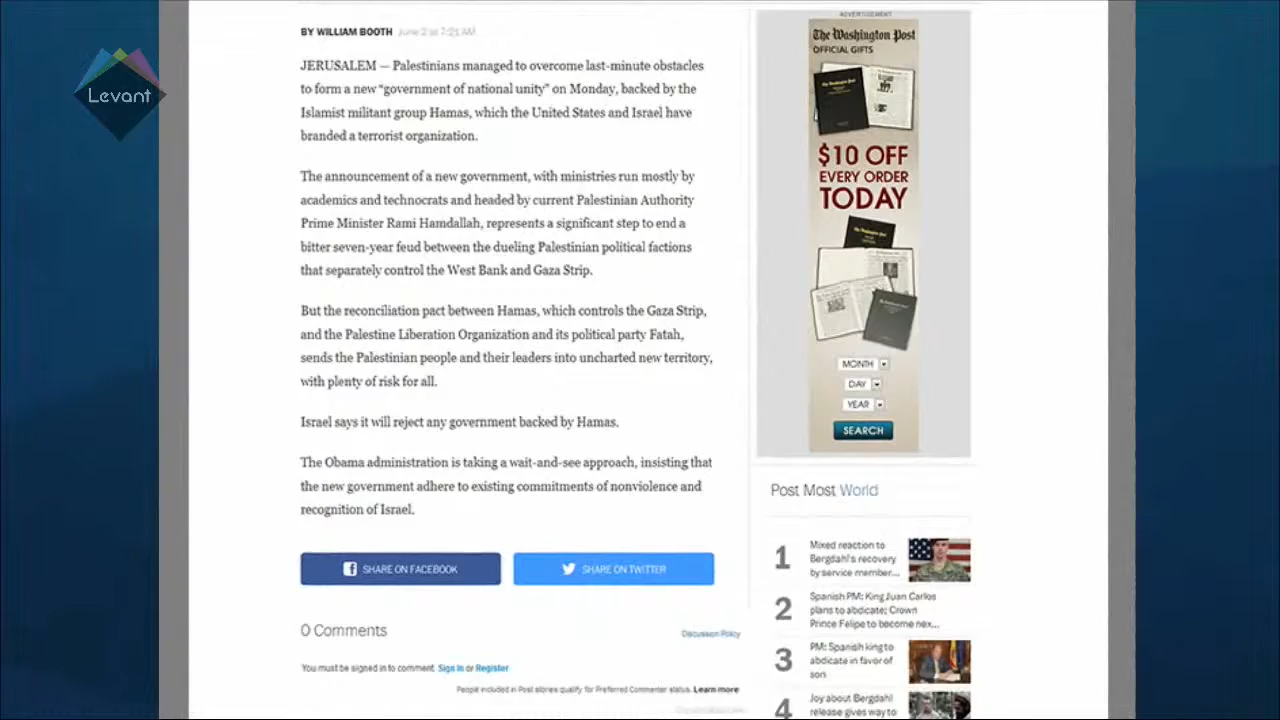 Levant
BY WILLIAM BOOTH June 2 at 7:21 AM
JERUSALEM — Palestinians managed to overcome last-minute obstacles
to form a new “government of national unity” on Monday, backed by the
Islamist militant group Hamas, which the United States and Israel have
branded a terrorist organization.
The announcement of a new government, with ministries run mostly by
academics and technocrats and headed by current Palestinian Authority
Prime Minister Rami Hamdallah, represents a significant step to end a
bitter seven-year feud between the dueling Palestinian political factions
that separately control the West Bank and Gaza Strip.
But the reconciliation pact between Hamas, which controls the Gaza Strip,
and the Palestine Liberation Organization and its political party Fatah,
sends the Palestinian people and their leaders into uncharted new territory,
with plenty of risk for all.
Israel says it will reject any government backed by Hamas.
The Obama administration is taking a wait-and-see approach, insisting that
the new government adhere to existing commitments of nonviolence and
recognition of Israel.
SHARE ON FACEBOOK
SHARE ON TWITTER
0 Comments
Discussion Policy
You must be signed in to comment. Sign In or Register
People included in Post stories qualify for Preferred Commenter status. Learn more
ADVERTISEMENT
The Washington Post
OFFICIAL GIFTS
$10 OFF
EVERY ORDER
TODAY
MONTH
DAY
YEAR
SEARCH
Post Most World
1
Mixed reaction to
Bergdahl's recovery
by service member...
2
Spanish PM: King Juan Carlos
plans to abdicate; Crown
Prince Felipe to become nex...
3
PM: Spanish king to
abdicate in favor of
son
4
Joy about Bergdahl
release gives way to